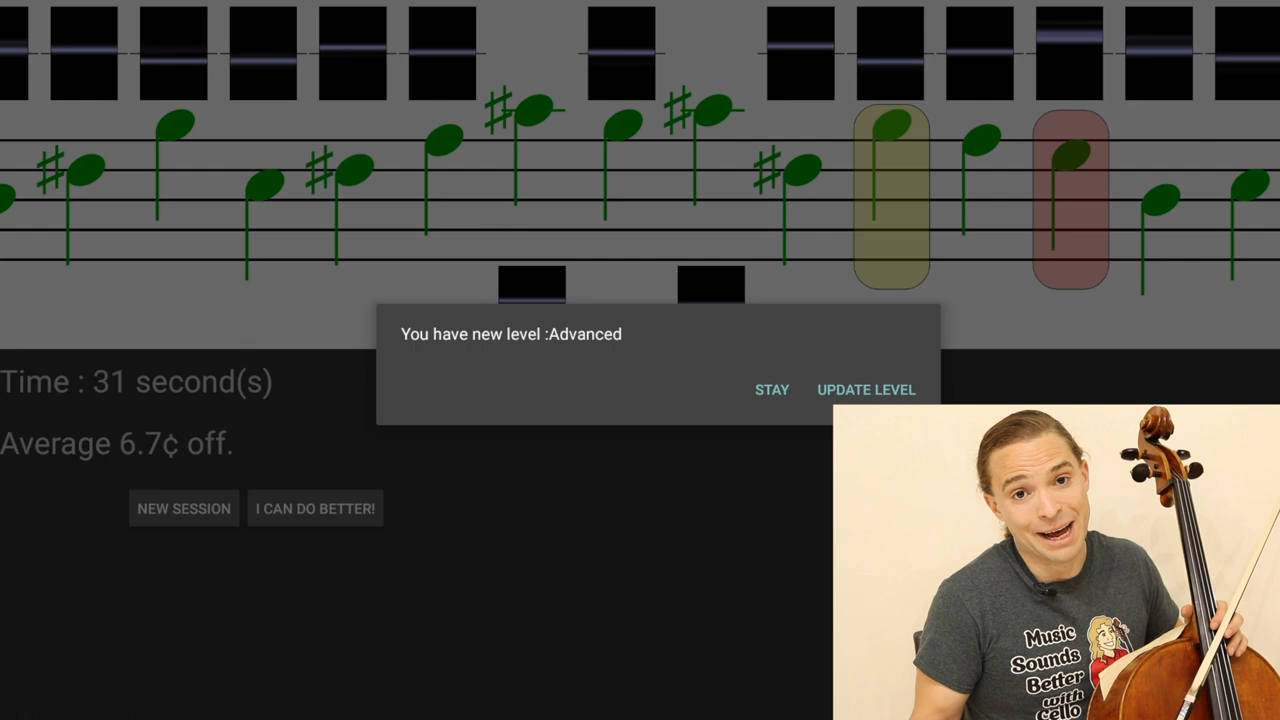 You have new level :Advanced
STAY UPDATE LEVEL
Time : 31 second(s)
Average 6.7¢ off.
NEW SESSION I CAN DO BETTER!
Music
Sounds
Better
with
Cello